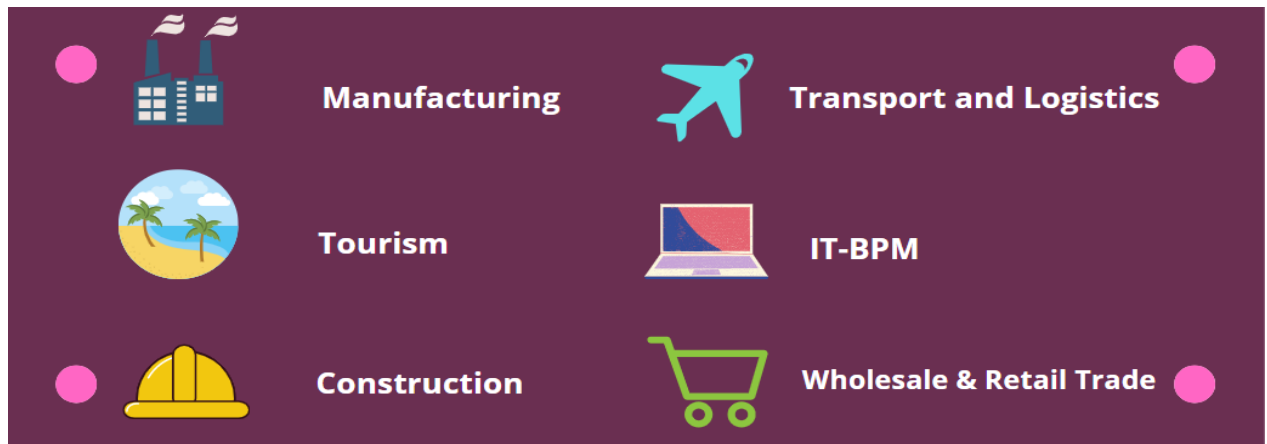 Manufacturing
Transport and Logistics
Tourism
IT-BPM
Construction
Wholesale & Retail Trade